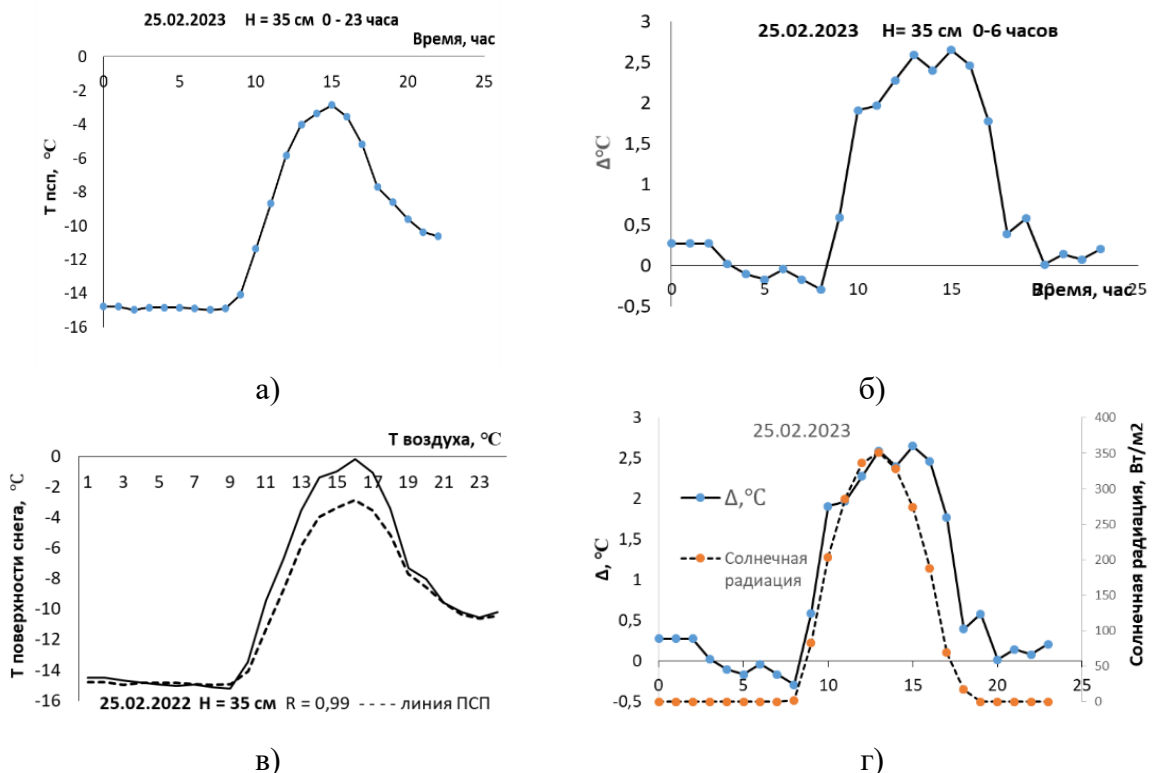 25.02.2023 H = 35 см 0 - 23 часа
Время, час
0
0 5 10 15 20 25
-2
-4
-6
-8
-10
-12
-14
-16
Т псп, °C
а)
25.02.2023 H= 35 см 0-6 часов
3
2,5
2
1,5
1
0,5
0
-0,5
0 5 10 15 20 25
Δ°C
Время, час
б)
Т воздуха, °C
0
1 3 5 7 9 11 13 15 17 19 21 23
-2
-4
-6
-8
-10
-12
-14
-16
Т поверхности снега, °C
25.02.2022 H = 35 см R = 0,99 - - - - линия ПСП
в)
25.02.2023
3
2,5
2
1,5
1
0,5
0
-0,5
0 5 10 15 20 25
Δ, °C
Δ,°C
Солнечная
радиация
400
350
300
250
200
150
100
50
0
Солнечная радиация, Вт/м2
г)